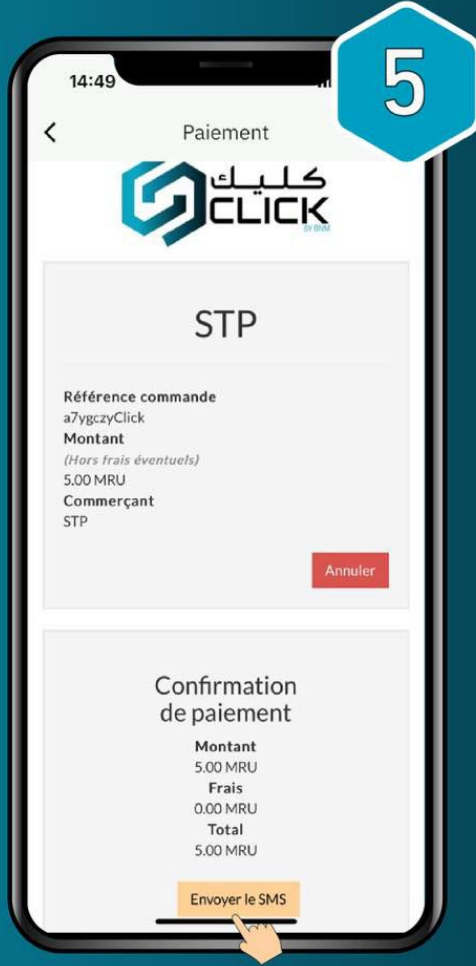 5
14:49
Paiement
كليك
CLICK
BY BNM
STP
Référence commande
a7ygczyClick
Montant
(Hors frais éventuels)
5.00 MRU
Commerçant
STP
Annuler
Confirmation
de paiement
Montant
5.00 MRU
Frais
0.00 MRU
Total
5.00 MRU
Envoyer le SMS